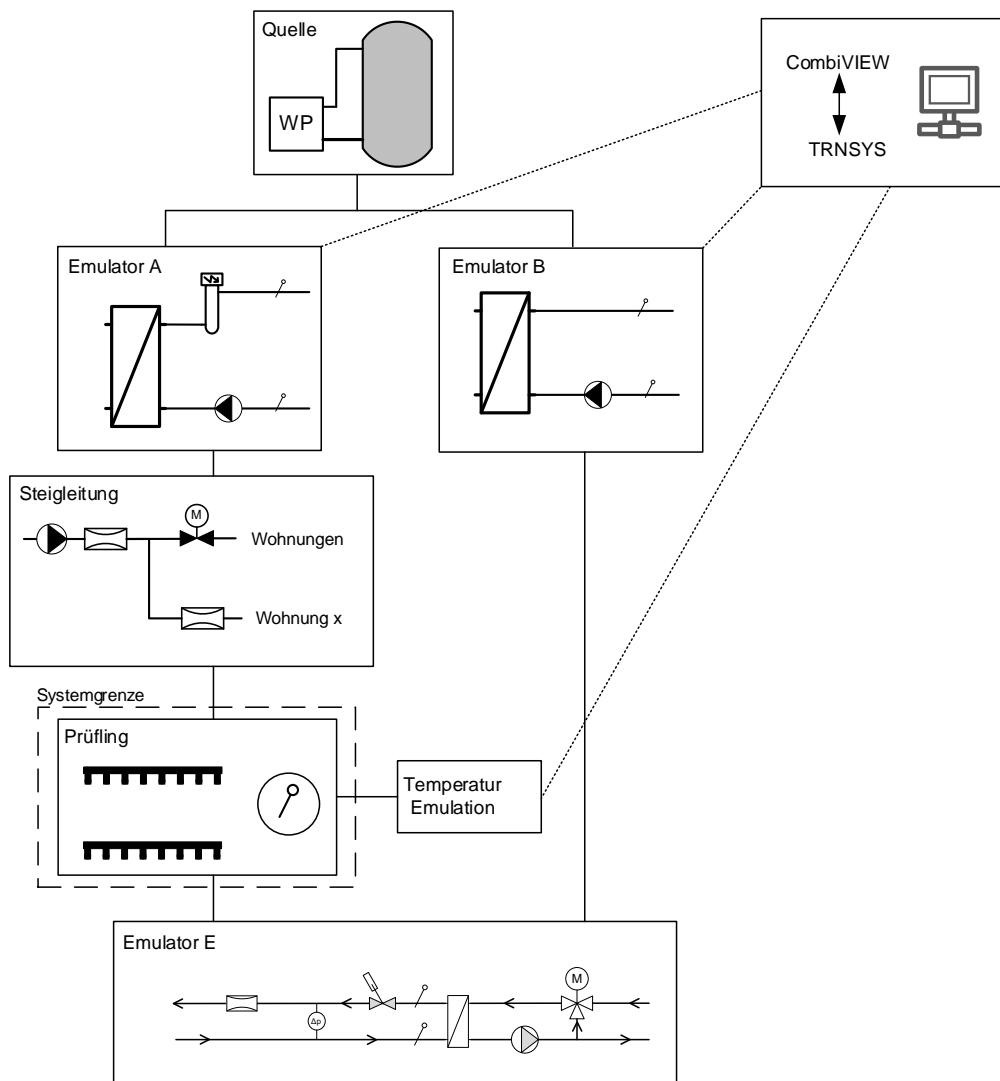 Quelle
WP
CombiVIEW
TRNSYS
Emulator A
Emulator B
Steigleitung
M
Wohnungen
Wohnung x
Systemgrenze
Prüfling
Temperatur
Emulation
Emulator E
M
Δp